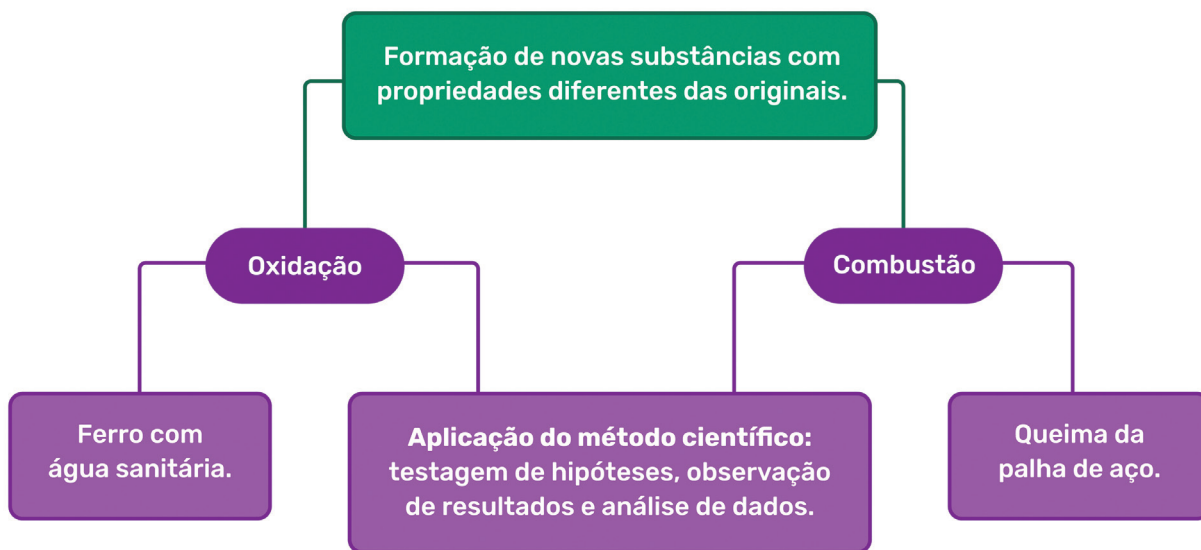 Formação de novas substâncias com
propriedades diferentes das originais.
Oxidação
Combustão
Ferro com
água sanitária.
Aplicação do método científico:
testagem de hipóteses, observação
de resultados e análise de dados.
Queima da
palha de aço.